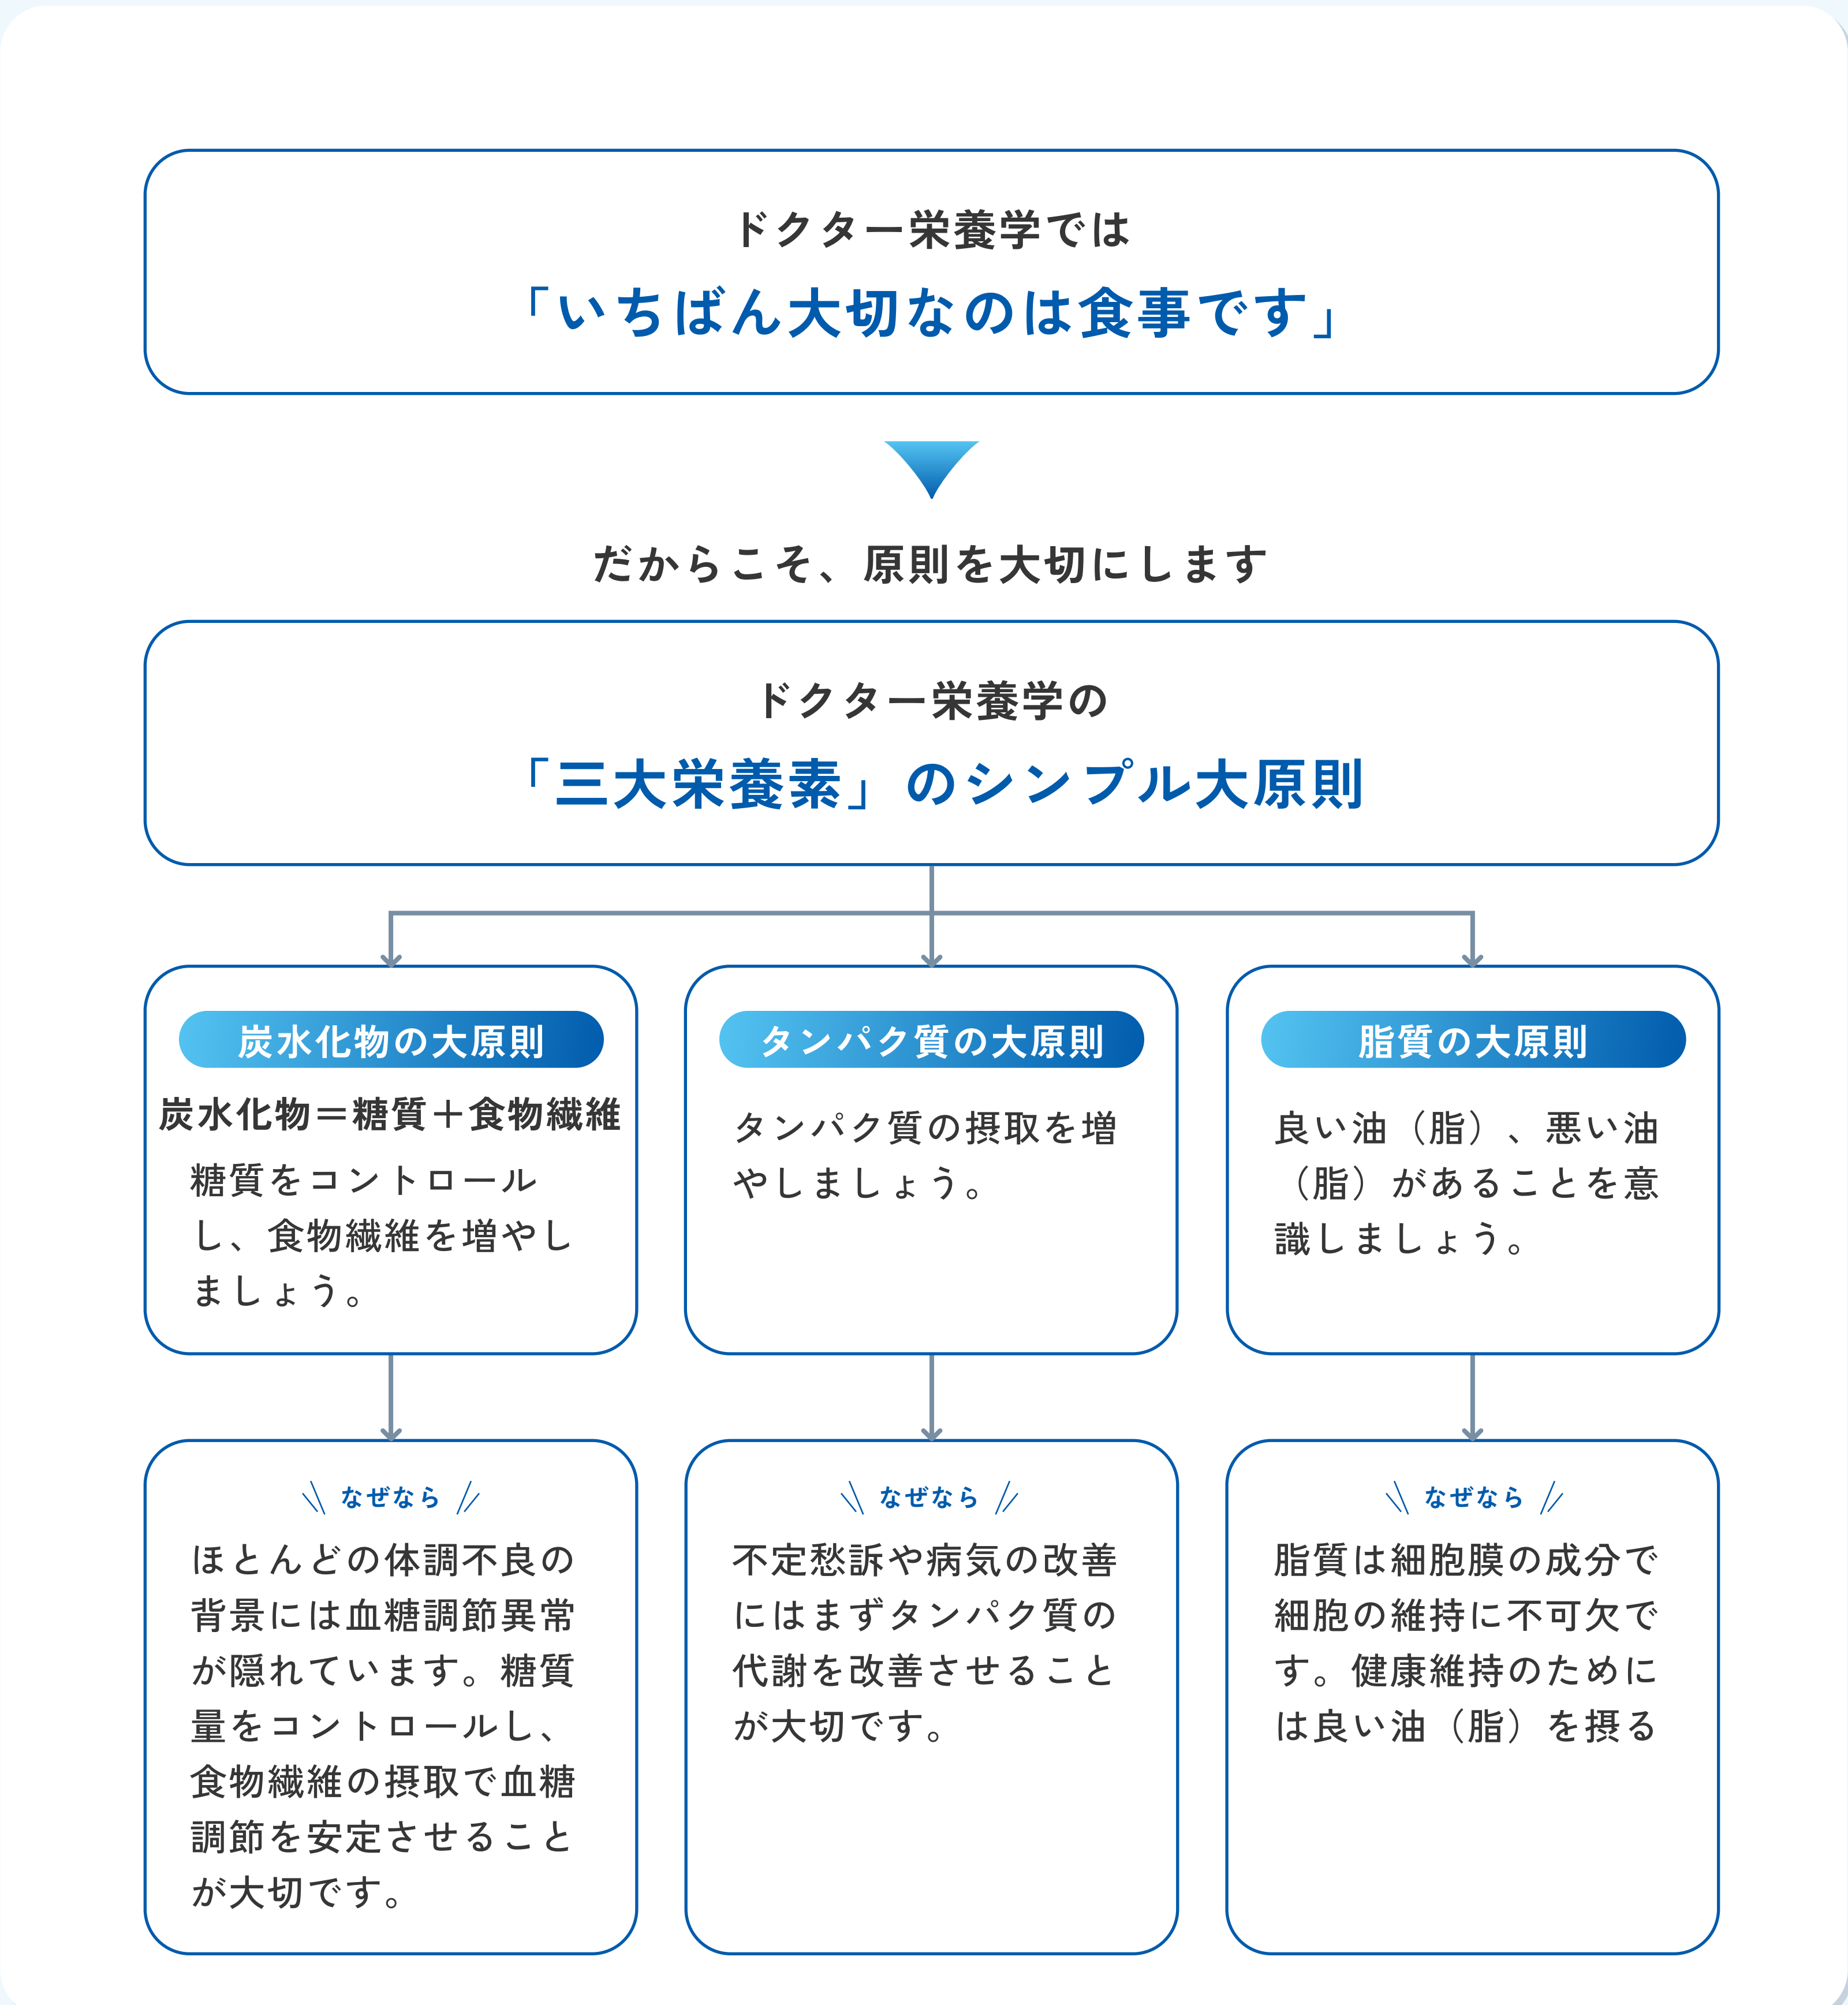 ドクター栄養学では
「いちばん大切なのは食事です」
だからこそ、原則を大切にします
ドクター栄養学の
「三大栄養素」のシンプル大原則
炭水化物の大原則
炭水化物＝糖質＋食物繊維
糖質をコントロール
し、食物繊維を増やし
ましょう。
タンパク質の大原則
タンパク質の摂取を増
やしましょう。
脂質の大原則
良い油（脂）、悪い油
（脂）があることを意
識しましょう。
なぜなら
ほとんどの体調不良の
背景には血糖調節異常
が隠れています。糖質
量をコントロールし、
食物繊維の摂取で血糖
調節を安定させること
が大切です。
なぜなら
不定愁訴や病気の改善
にはまずタンパク質の
代謝を改善させること
が大切です。
なぜなら
脂質は細胞膜の成分で
細胞の維持に不可欠で
す。健康維持のために
は良い油（脂）を摂る